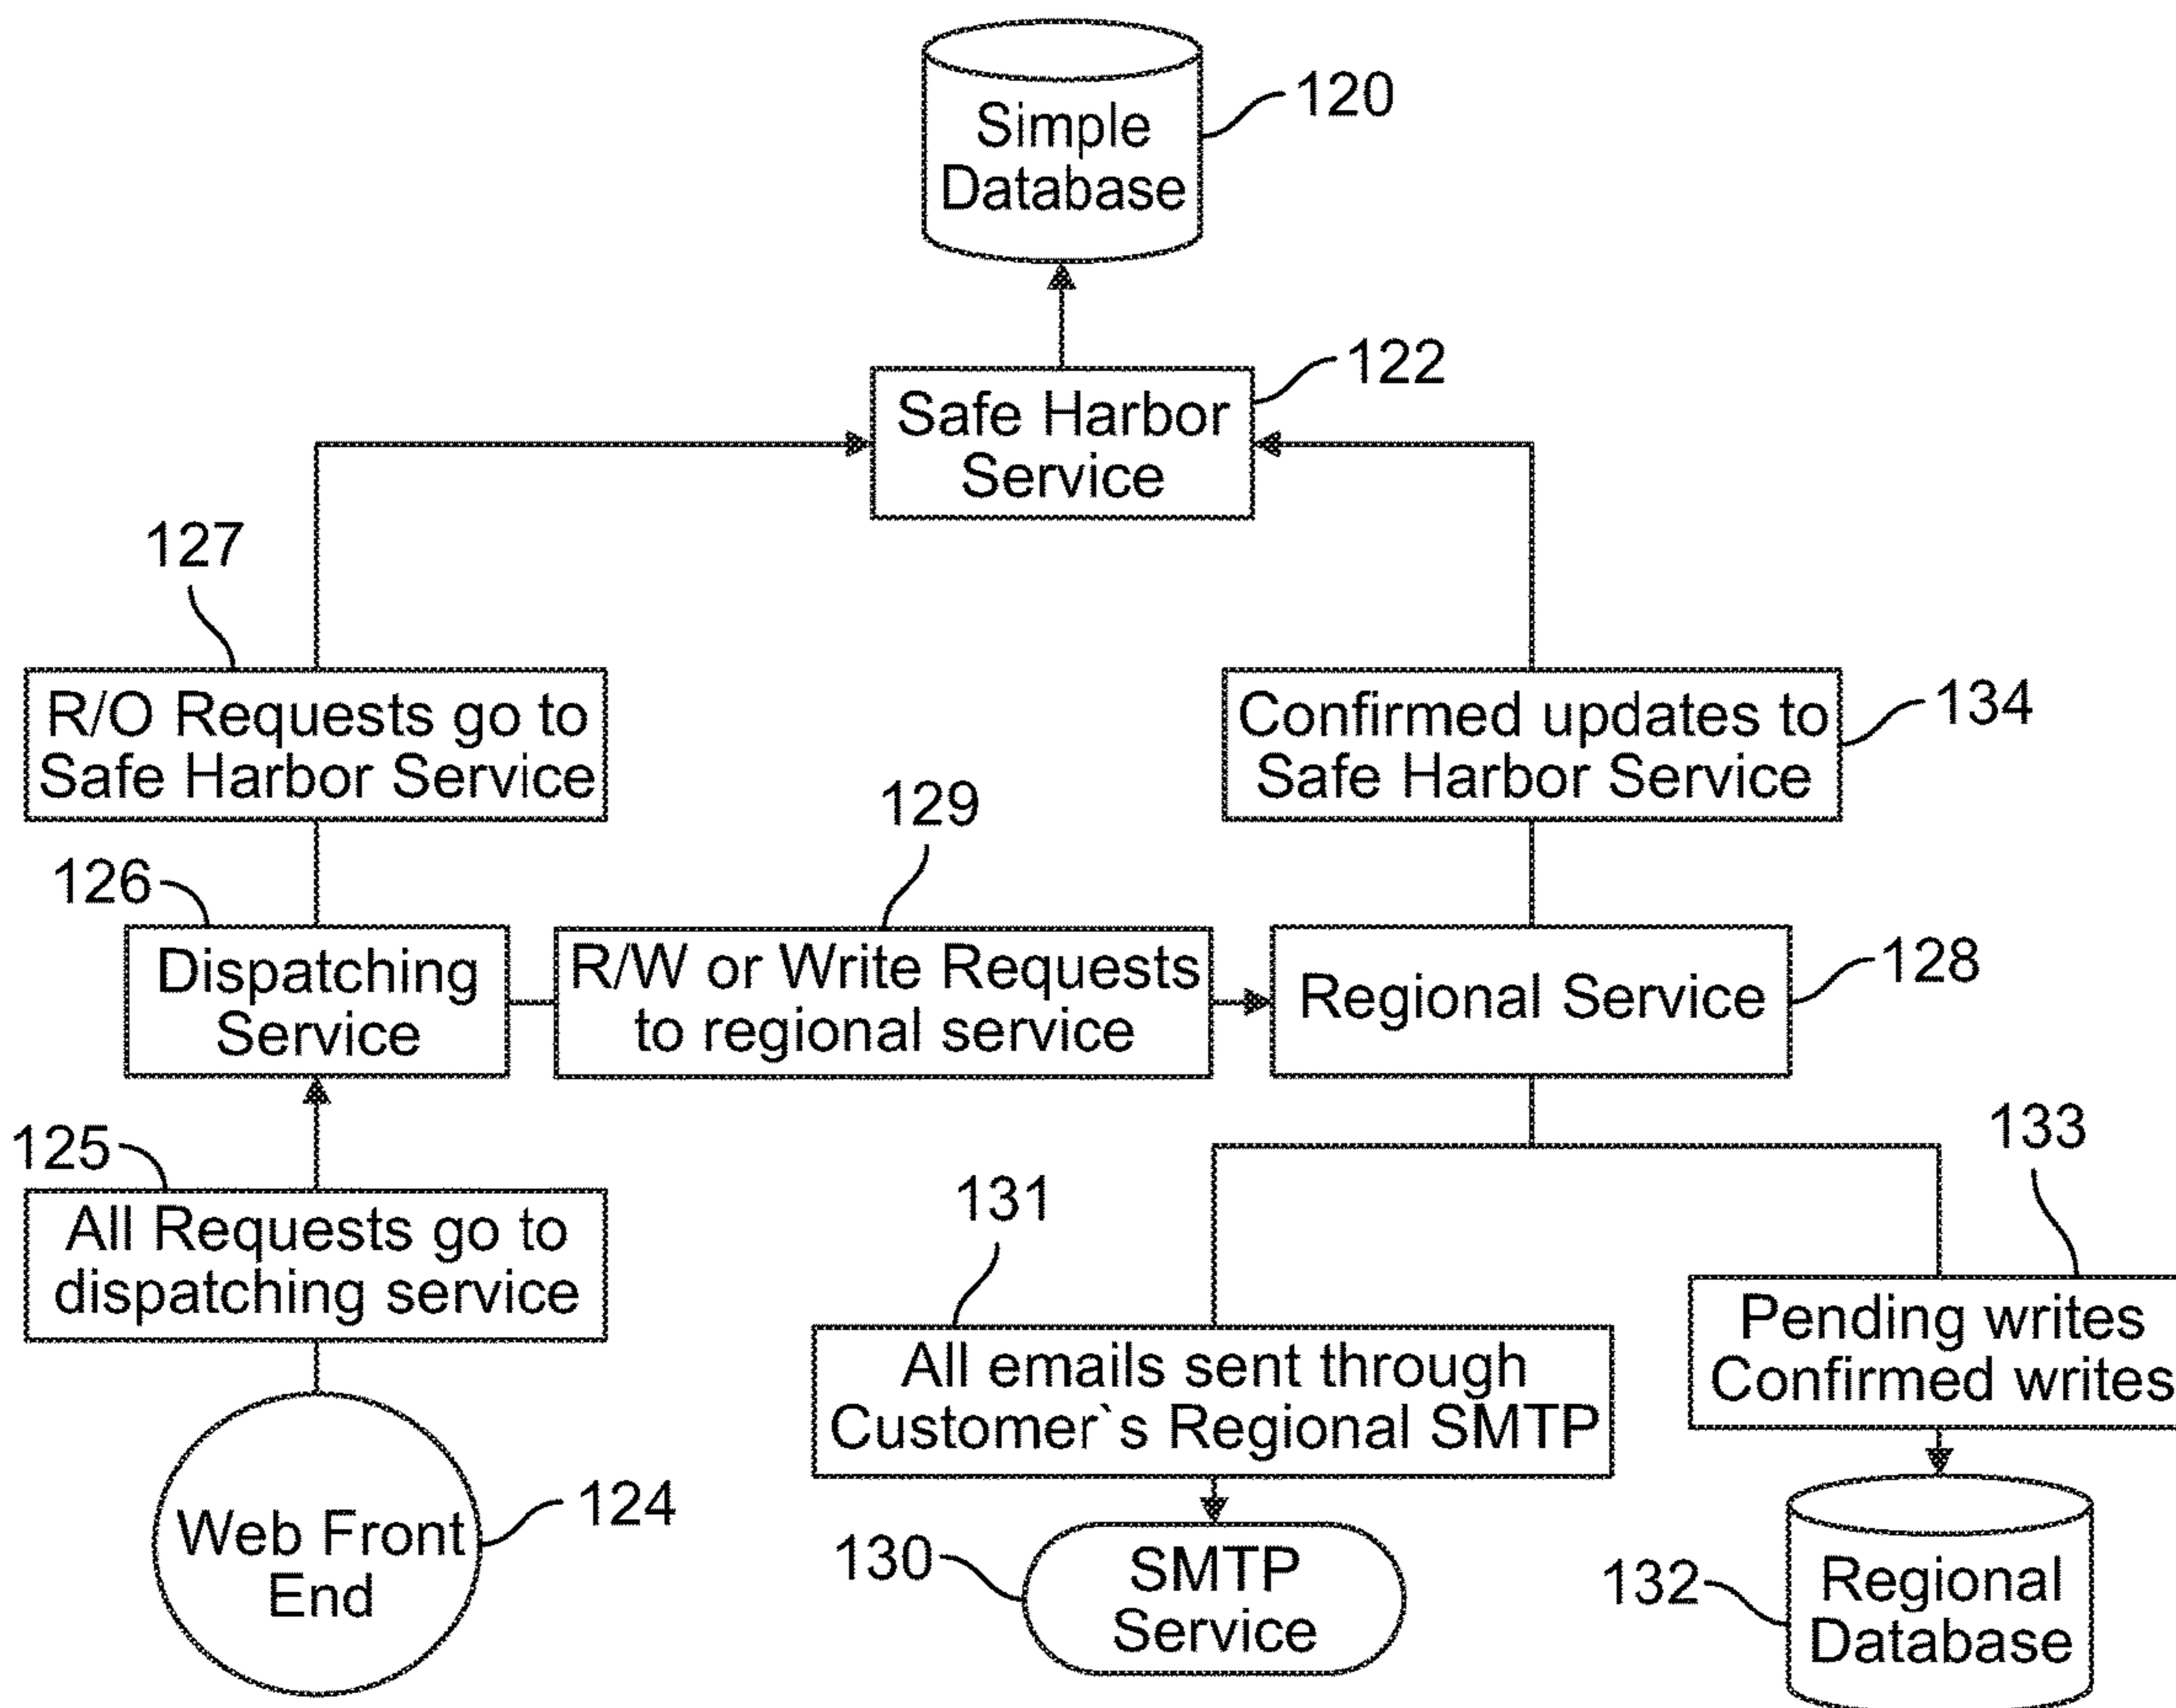 Simple
Database
120
Safe Harbor
Service
122
127
R/O Requests go to
Safe Harbor Service
Confirmed updates to
Safe Harbor Service
134
129
126
Dispatching
Service
R/W or Write Requests
to regional service
Regional Service
128
125
All Requests go to
dispatching service
131
133
All emails sent through
Customer`s Regional SMTP
Pending writes
Confirmed writes
Web Front
End
124
130
SMTP
Service
132
Regional
Database